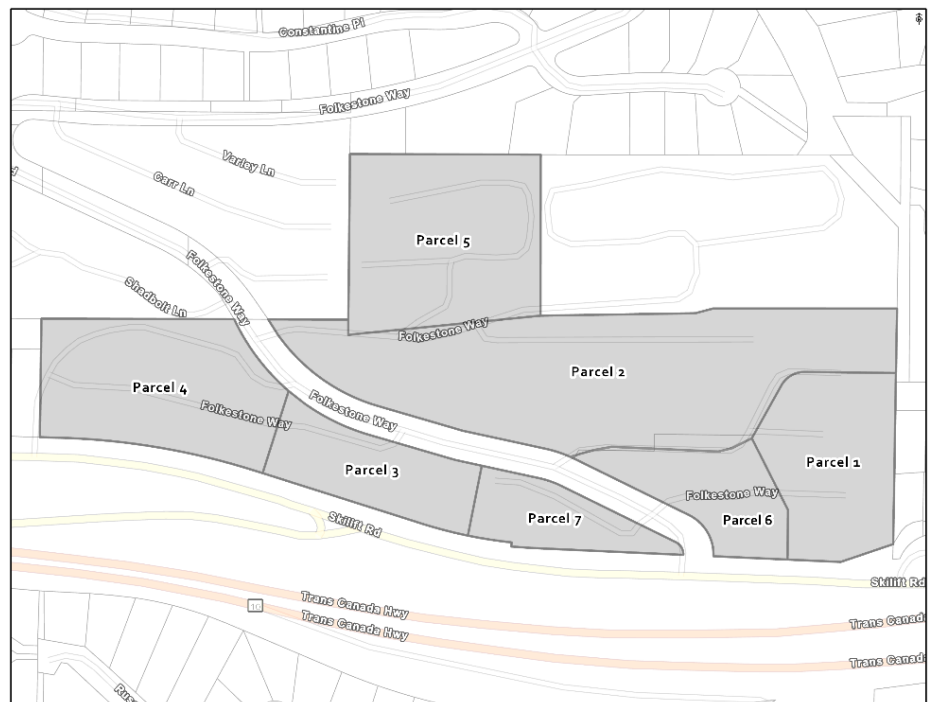 Constantine Pl
Folkestone Way
Varley Ln
Carr Ln
Parcel 5
Folkestone Way
Shadbolt Ln
Folkestone Way
Parcel 2
Parcel 4
Folkestone Way
Folkestone Way
Parcel 1
Parcel 3
Folkestone Way
Parcel 7
Parcel 6
Skilift Rd
Skilift Rd
Trans Canada Hwy
Trans Canada Hwy
Trans Canad
Trans Canad